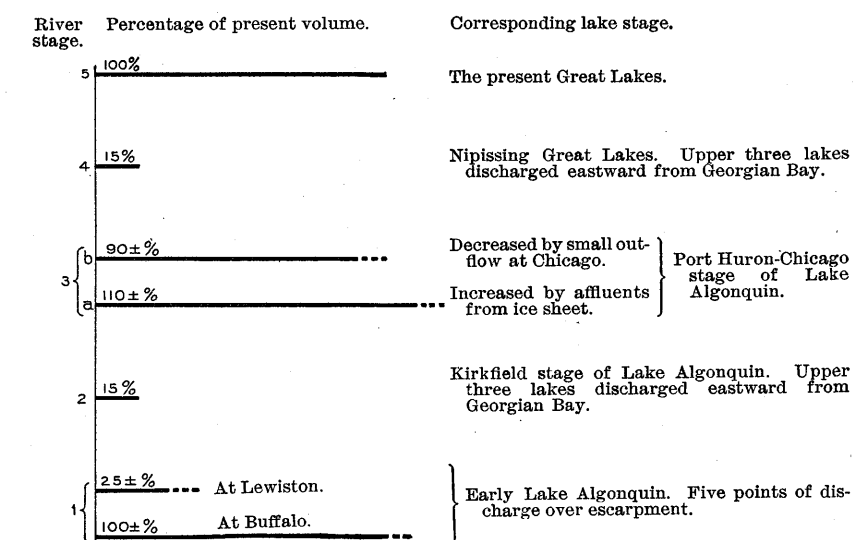 River Percentage of present volume. Corresponding lake stage.
stage.
100%
5 The present Great Lakes.
15% Nipissing Great Lakes. Upper three lakes
4 discharged eastward from Georgian Bay.
90±% Decreased by small out-
b flow at Chicago. Port Huron-Chicago
3 stage of Lake
110±% Increased by affluents Algonquin.
a from ice sheet.
Kirkfield stage of Lake Algonquin. Upper
15% three lakes discharged eastward from
2 Georgian Bay.
25±% At Lewiston.
Early Lake Algonquin. Five points of dis-
1 charge over escarpment.
100±% At Buffalo.